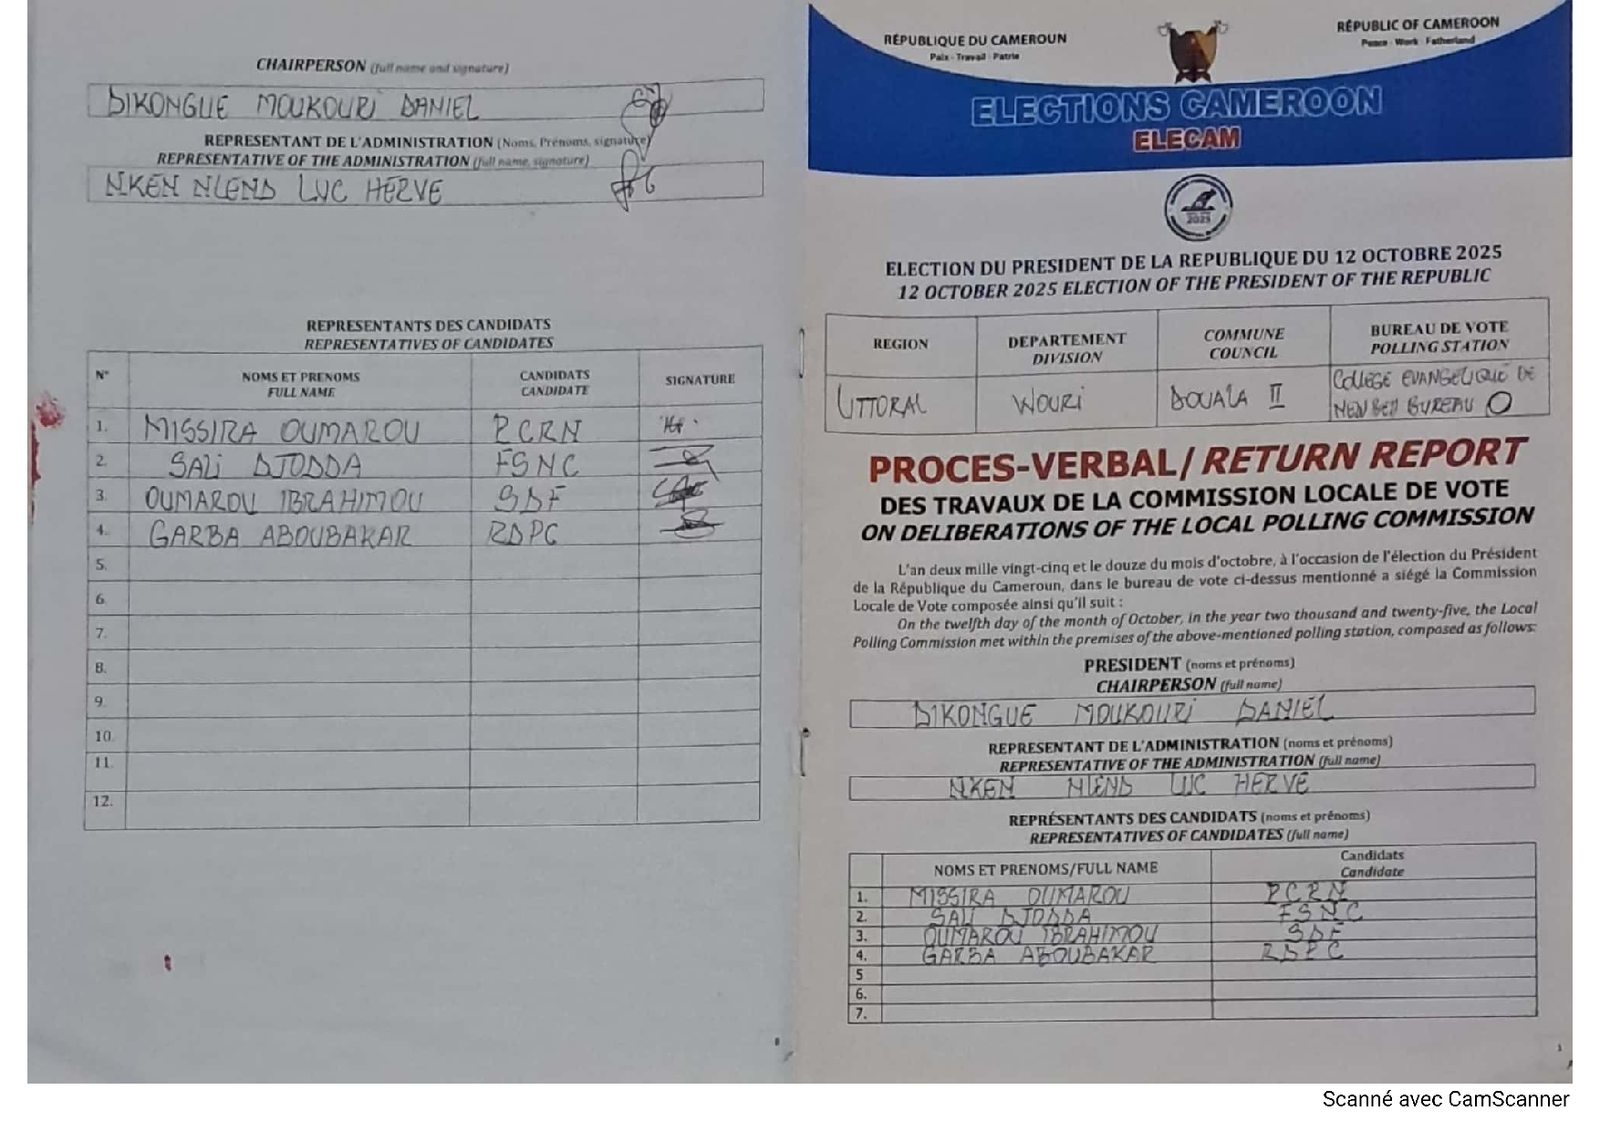 CHAIRPERSON (full name and signature)
DIKONGUE MOUKOURI DANIEL
REPRESENTANT DE L'ADMINISTRATION (Noms, Prénoms, signature)
REPRESENTATIVE OF THE ADMINISTRATION (full name, signature)
NKEN NLEND LUC HERVE
REPRESENTANTS DES CANDIDATS
REPRESENTATIVES OF CANDIDATES
N° NOMS ET PRENOMS FULL NAME CANDIDATS CANDIDATE SIGNATURE
1. MISSIRA OUMAROU PCRN
2. SALI DJODDA FSNC
3. OUMAROU IBRAHIMOU SDF
4. GARBA ABOUBAKAR RDPC
5.
6.
7.
8.
9.
10.
11.
12.
8
RÉPUBLIQUE DU CAMEROUN
Paix - Travail - Patrie
RÉPUBLIC OF CAMEROON
Peace - Work - Fatherland
ELECTIONS CAMEROON
ELECAM
2025
ELECTION DU PRESIDENT DE LA REPUBLIQUE DU 12 OCTOBRE 2025
12 OCTOBER 2025 ELECTION OF THE PRESIDENT OF THE REPUBLIC
REGION DEPARTEMENT DIVISION COMMUNE COUNCIL BUREAU DE VOTE POLLING STATION
LITTORAL WOURI DOUALA II COLLEGE EVANGELIQUE DE
NEW BELL BUREAU O
PROCES-VERBAL/ RETURN REPORT
DES TRAVAUX DE LA COMMISSION LOCALE DE VOTE
ON DELIBERATIONS OF THE LOCAL POLLING COMMISSION
L'an deux mille vingt-cinq et le douze du mois d'octobre, à l'occasion de l'élection du Président
de la République du Cameroun, dans le bureau de vote ci-dessus mentionné a siégé la Commission
Locale de Vote composée ainsi qu'il suit :
On the twelfth day of the month of October, in the year two thousand and twenty-five, the Local
Polling Commission met within the premises of the above-mentioned polling station, composed as follows:
PRESIDENT (noms et prénoms)
CHAIRPERSON (full name)
DIKONGUE MOUKOURI DANIEL
REPRESENTANT DE L'ADMINISTRATION (noms et prénoms)
REPRESENTATIVE OF THE ADMINISTRATION (full name)
NKEN NLEND LUC HERVE
REPRÉSENTANTS DES CANDIDATS (noms et prénoms)
REPRESENTATIVES OF CANDIDATES (full name)
NOMS ET PRENOMS/FULL NAME Candidats Candidate
1. MISSIRA OUMAROU PCRN
2. SALI DJODDA FSNC
3. OUMAROU IBRAHIMOU SDF
4. GARBA ABOUBAKAR RDPC
5
6.
7.
1
Scanné avec CamScanner